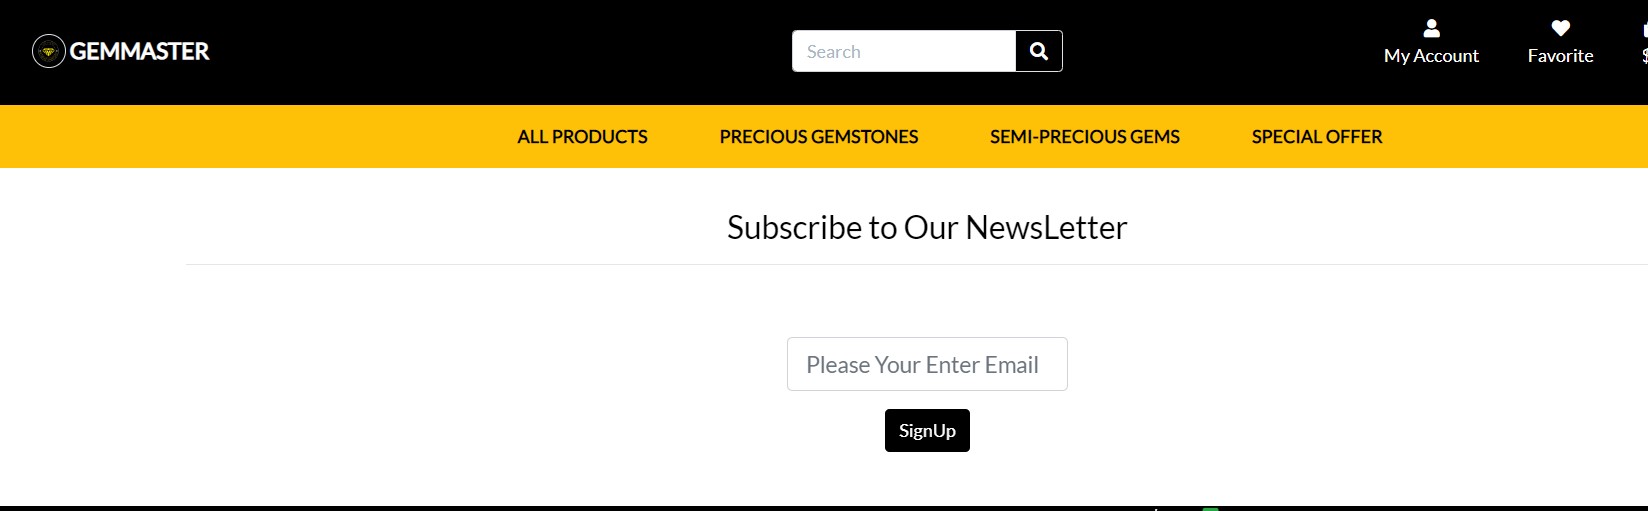 GEMMASTER
Search
My Account
Favorite
$
ALL PRODUCTS
PRECIOUS GEMSTONES
SEMI-PRECIOUS GEMS
SPECIAL OFFER
Subscribe to Our NewsLetter
Please Your Enter Email
SignUp